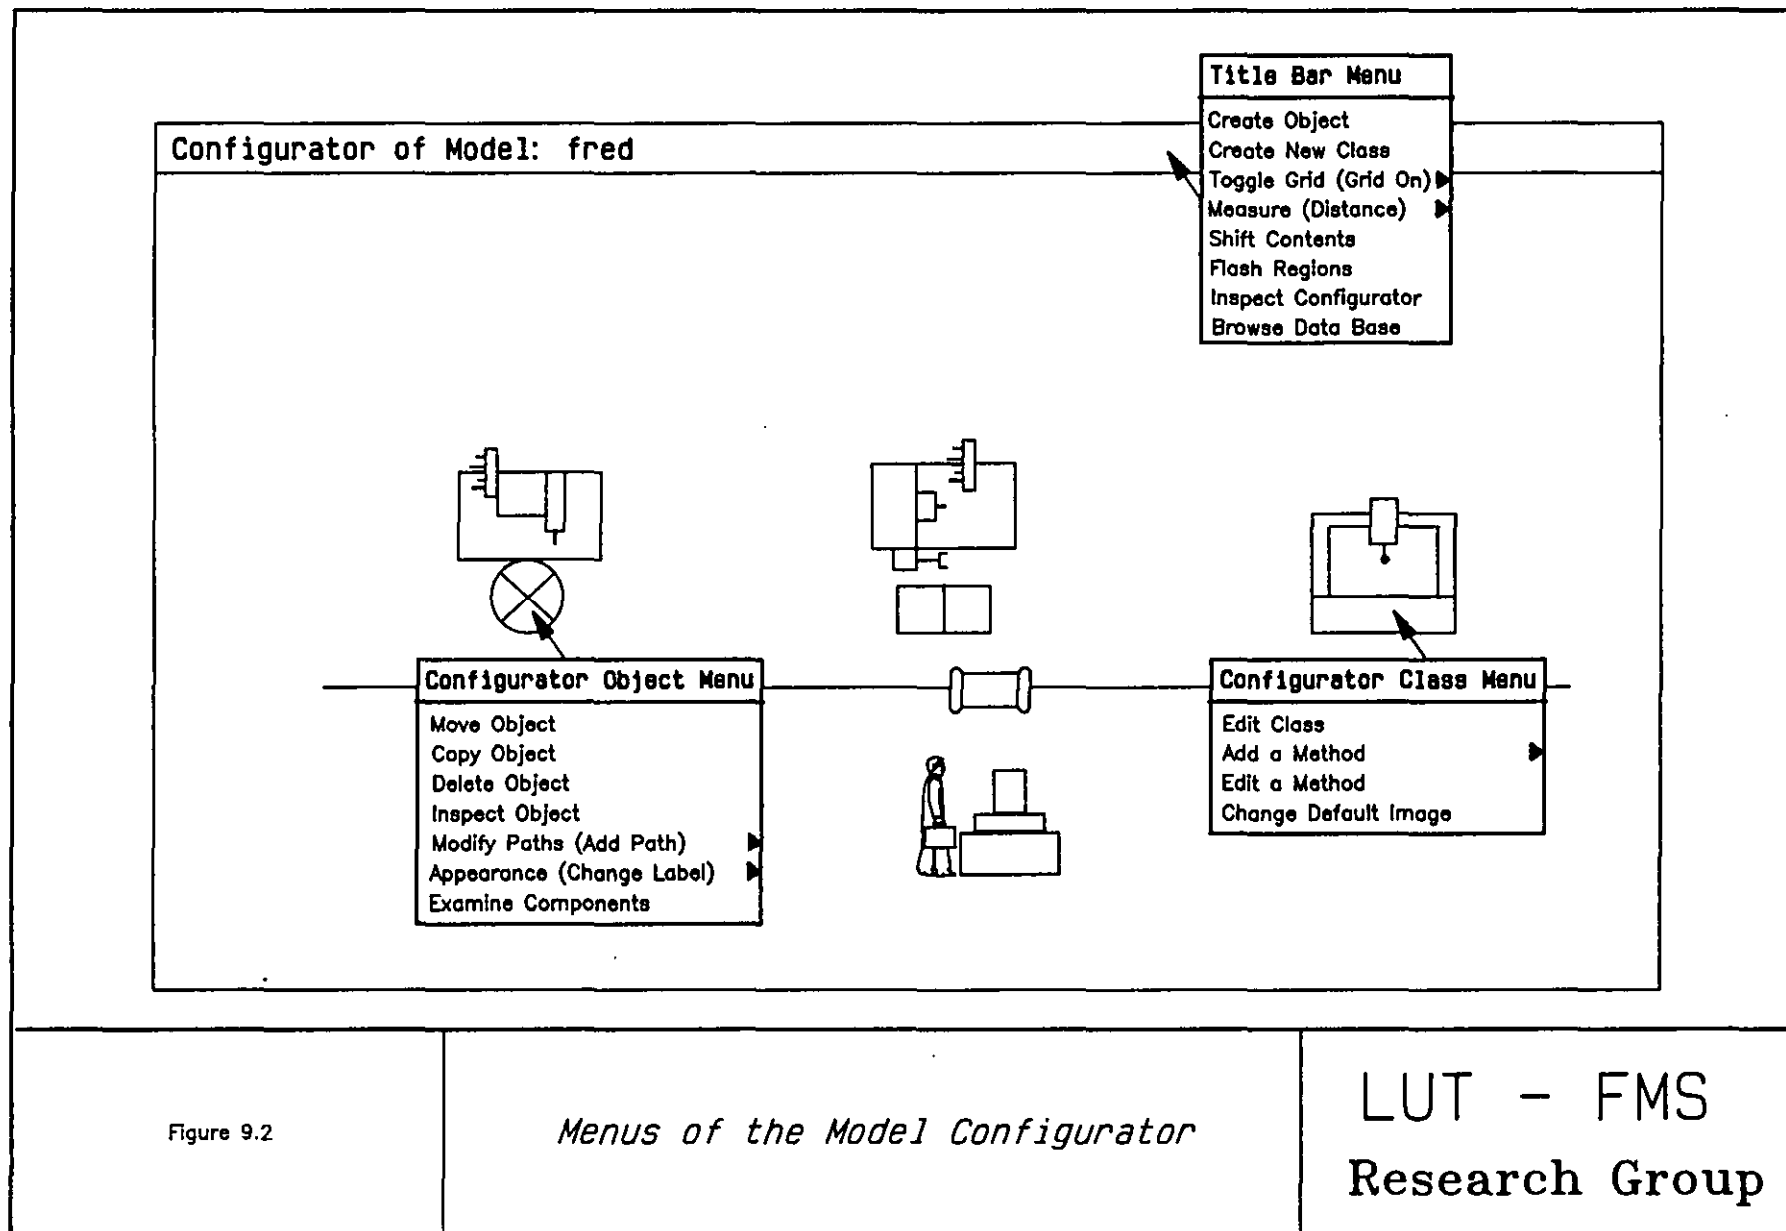 Title Bar Menu
Create Object
Create New Class
Toggle Grid (Grid On)
Measure (Distance)
Shift Contents
Flash Regions
Inspect Configurator
Browse Data Base
Configurator of Model: fred
Configurator Object Menu
Move Object
Copy Object
Delete Object
Inspect Object
Modify Paths (Add Path)
Appearance (Change Label)
Examine Components
Configurator Class Menu
Edit Class
Add a Method
Edit a Method
Change Default Image
Figure 9.2
Menus of the Model Configurator
LUT - FMS
Research Group